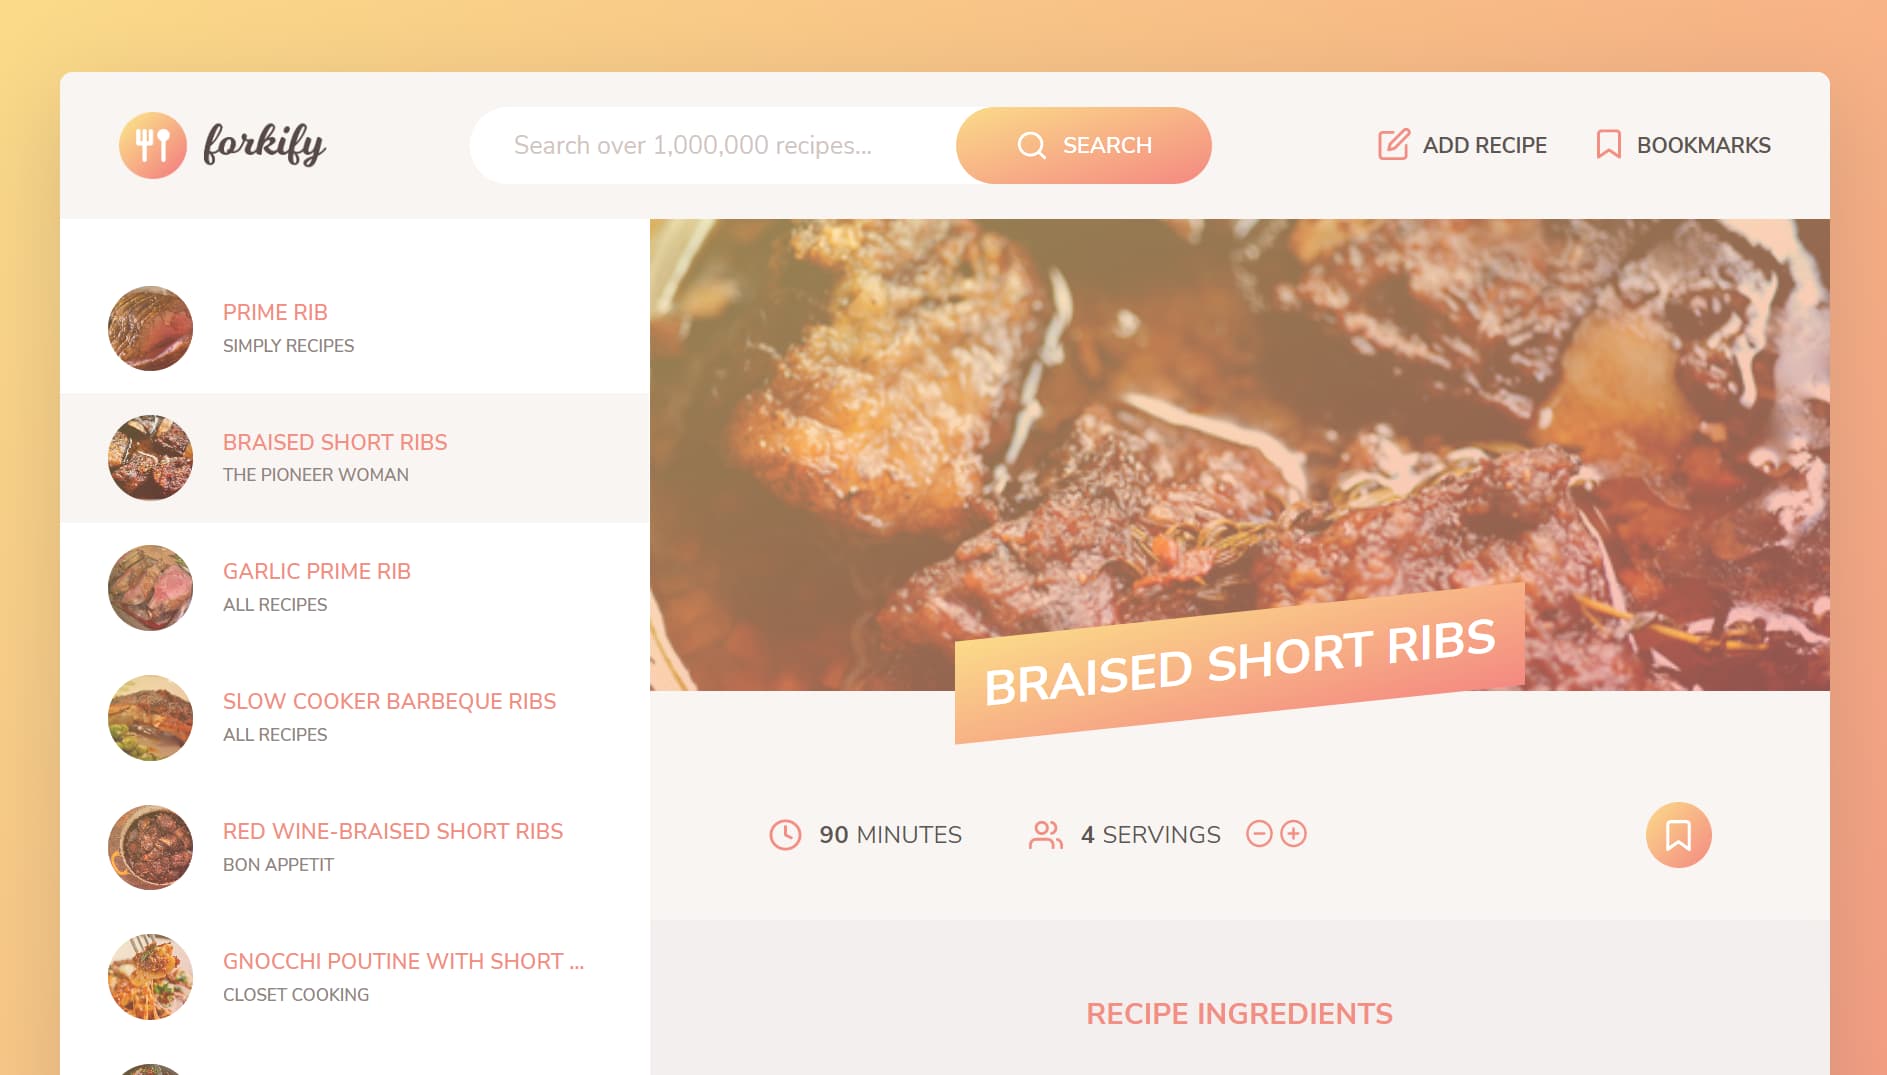 forkify
Search over 1,000,000 recipes...
SEARCH
ADD RECIPE
BOOKMARKS
PRIME RIB
SIMPLY RECIPES
BRAISED SHORT RIBS
THE PIONEER WOMAN
GARLIC PRIME RIB
ALL RECIPES
SLOW COOKER BARBEQUE RIBS
ALL RECIPES
RED WINE-BRAISED SHORT RIBS
BON APPETIT
GNOCCHI POUTINE WITH SHORT ...
CLOSET COOKING
BRAISED SHORT RIBS
90 MINUTES
4 SERVINGS
RECIPE INGREDIENTS